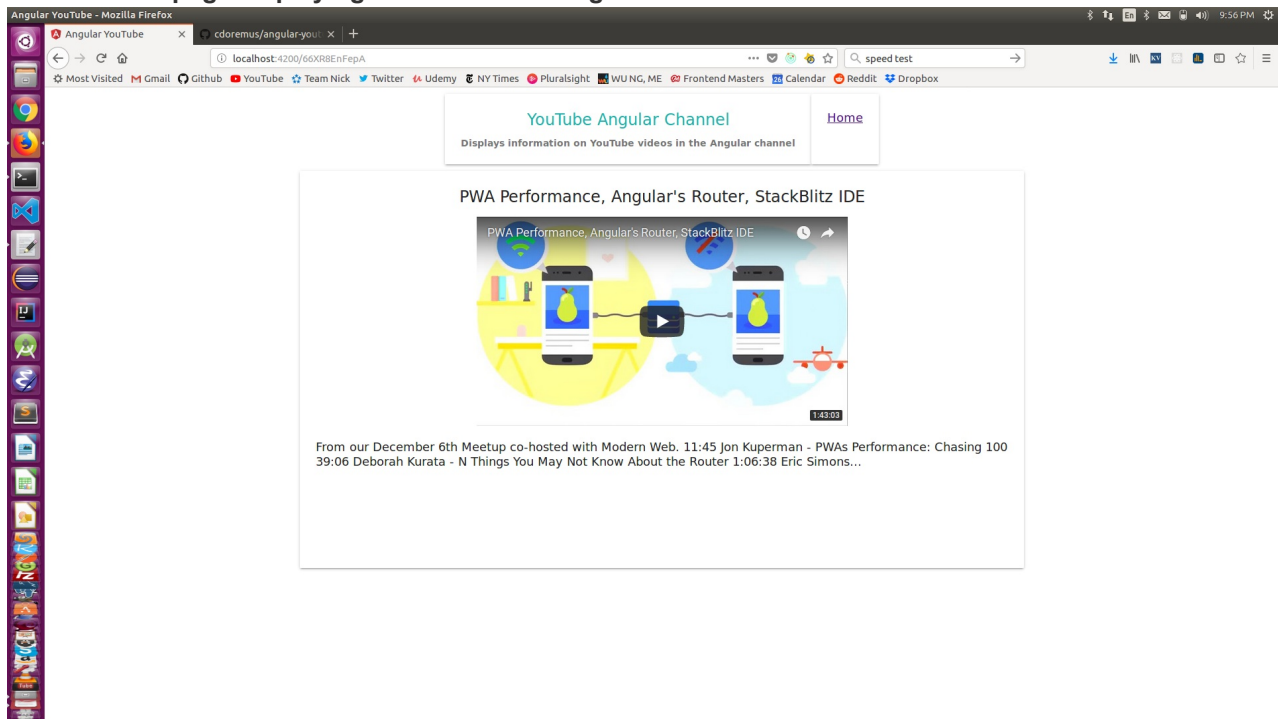 Angular YouTube - Mozilla Firefox
En
9:56 PM
Angular YouTube
cdoremus/angular-yout
localhost:4200/66XR8EnFepA
speed test
Most Visited
Gmail
Github
YouTube
Team Nick
Twitter
Udemy
NY Times
Pluralsight
WU NG, ME
Frontend Masters
26
Calendar
Reddit
Dropbox
YouTube Angular Channel
Home
Displays information on YouTube videos in the Angular channel
PWA Performance, Angular's Router, StackBlitz IDE
PWA Performance, Angular's Router, StackBlitz IDE
1:43:03
From our December 6th Meetup co-hosted with Modern Web. 11:45 Jon Kuperman - PWAs Performance: Chasing 100
39:06 Deborah Kurata - N Things You May Not Know About the Router 1:06:38 Eric Simons...